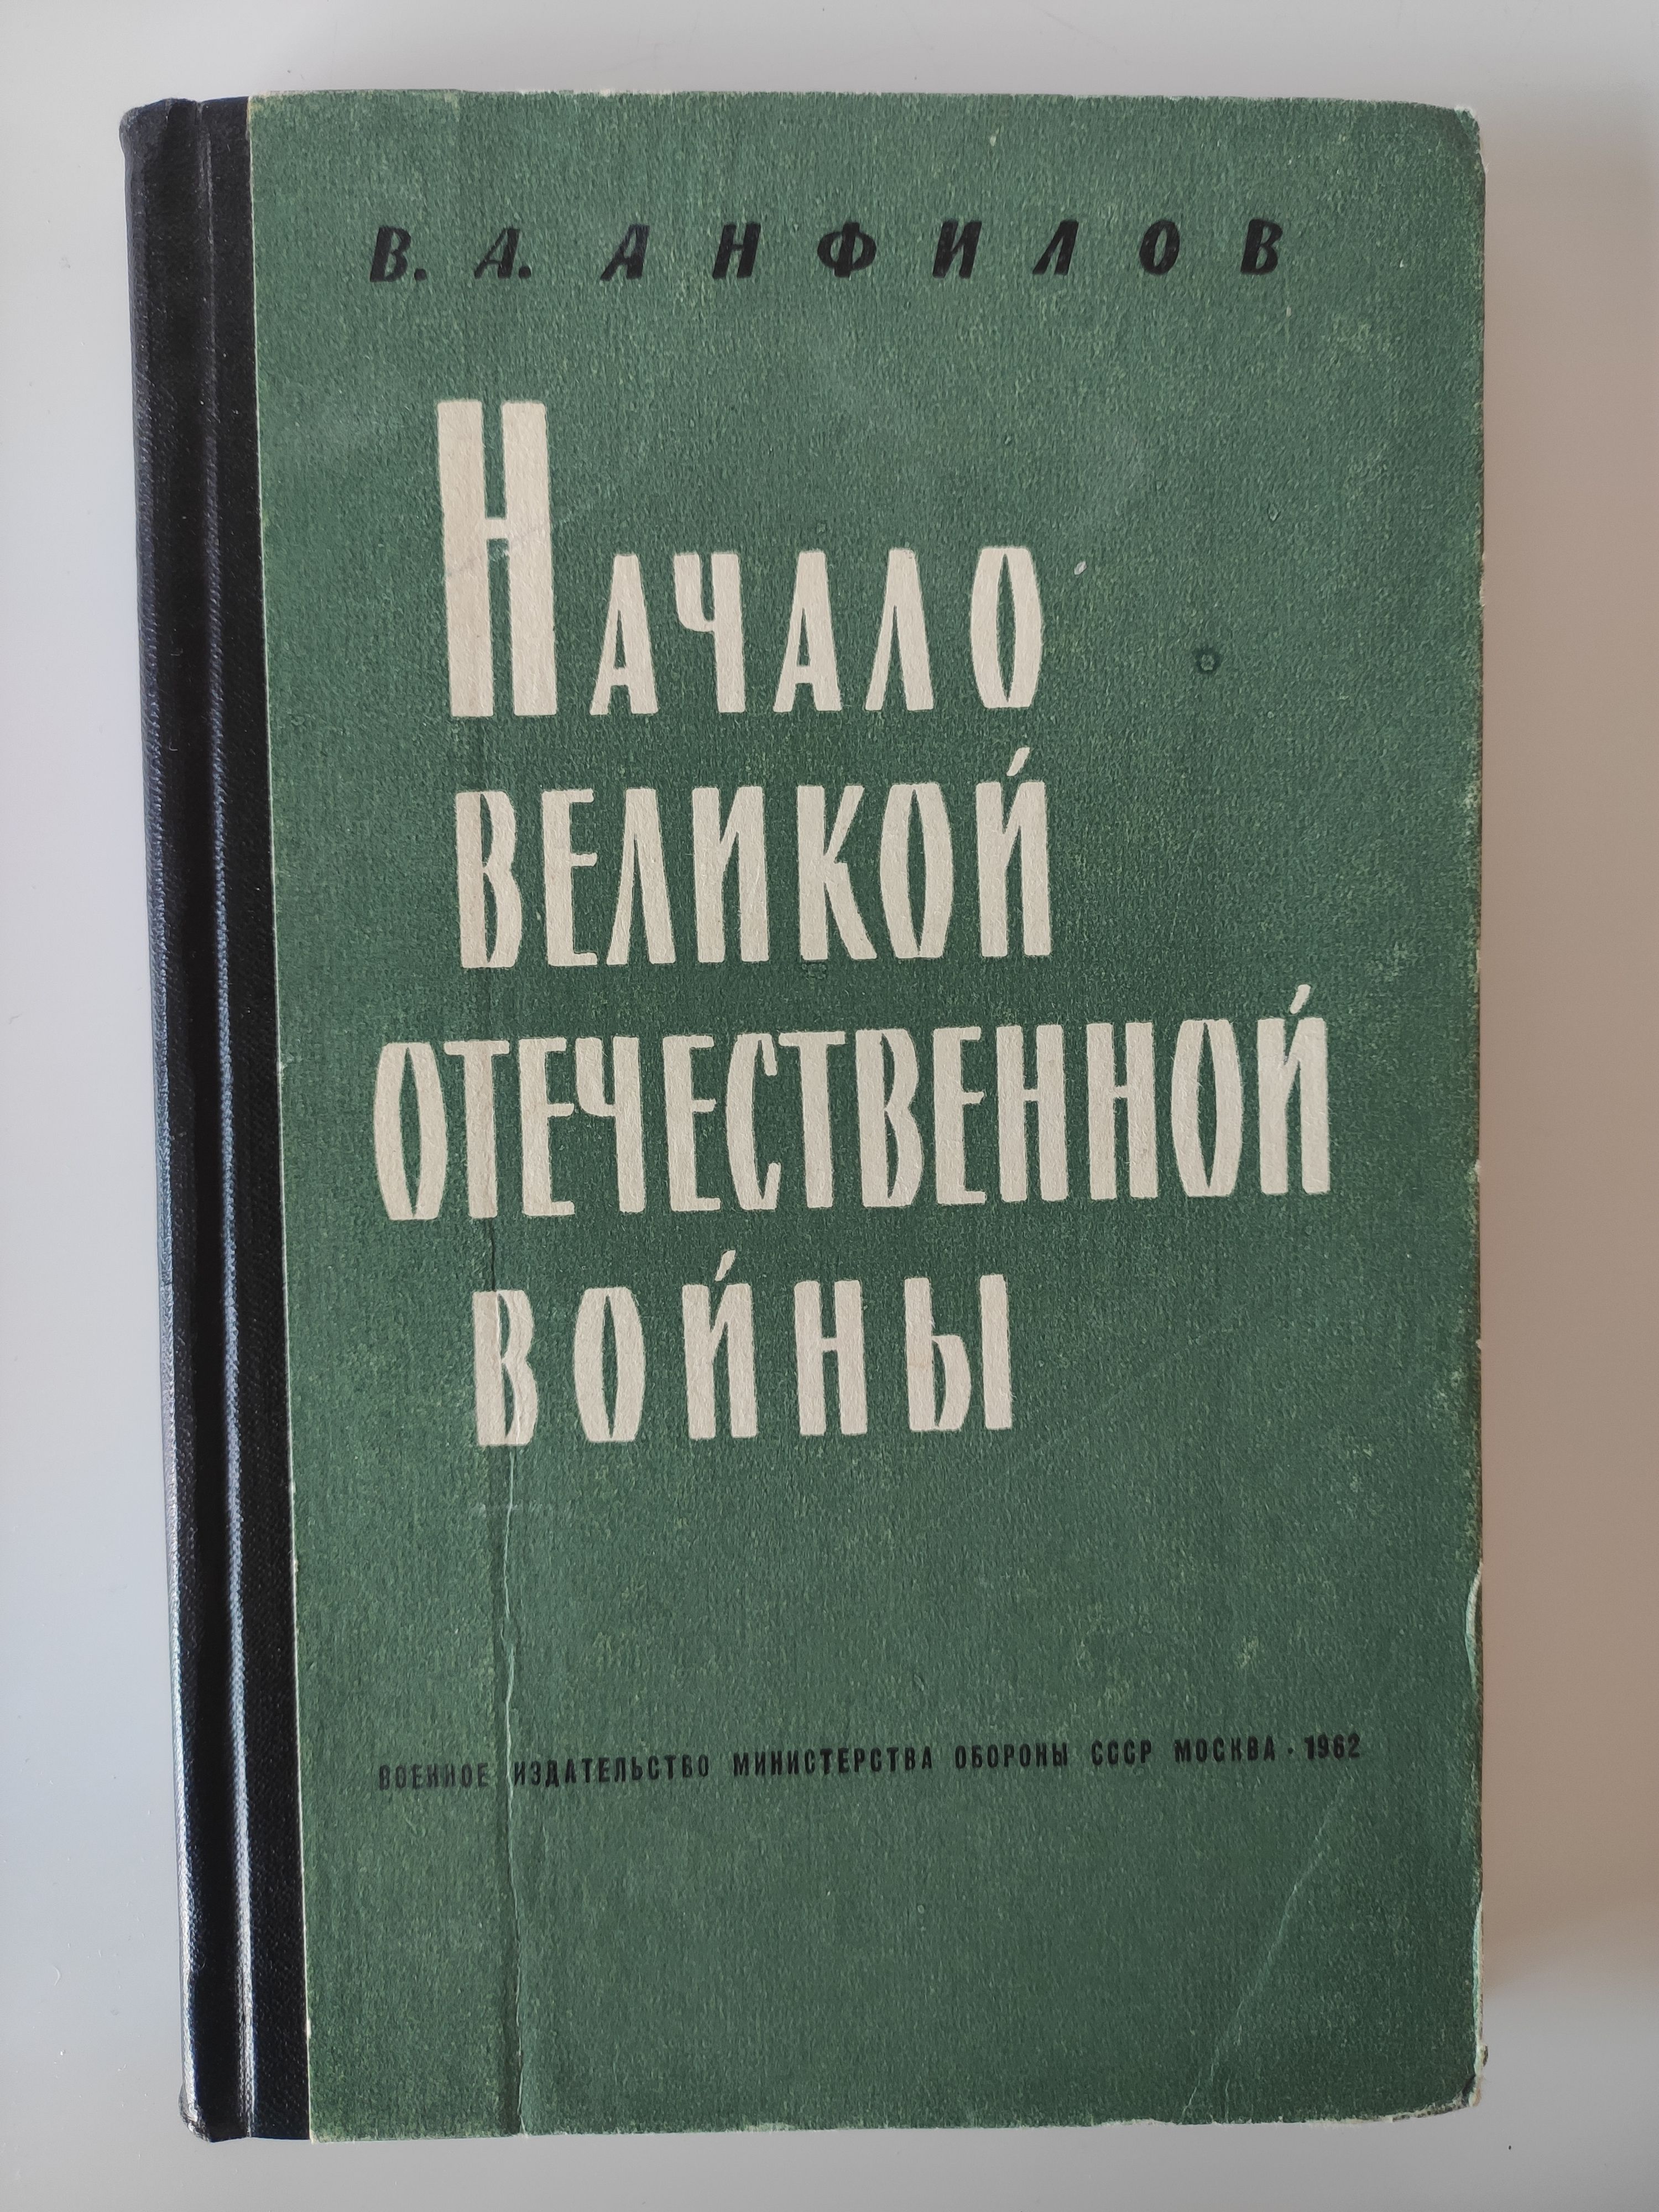 В. А. АНФИЛОВ
НАЧАЛО
ВЕЛИКОЙ
ОТЕЧЕСТВЕННОЙ
ВОЙНЫ
ВОЕННОЕ ИЗДАТЕЛЬСТВО МИНИСТЕРСТВА ОБОРОНЫ СССР МОСКВА · 1962